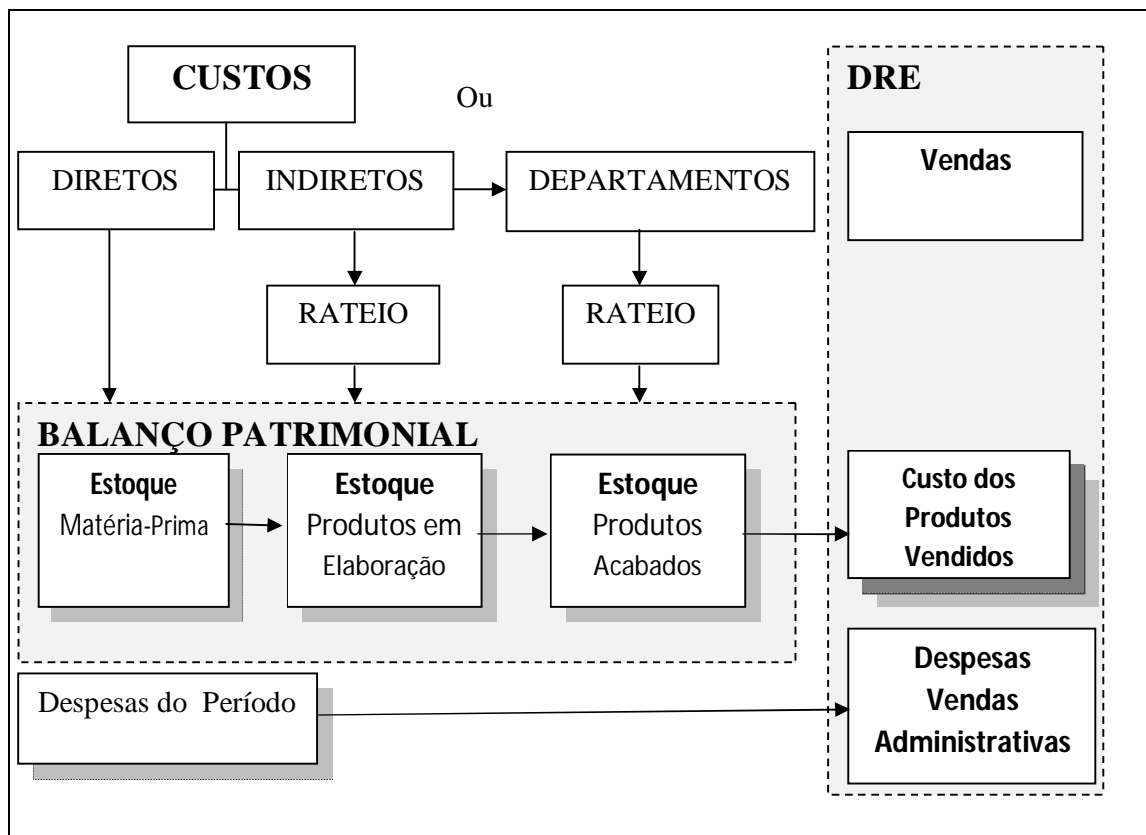 CUSTOS
Ou
DRE
Vendas
DIRETOS
INDIRETOS
DEPARTAMENTOS
RATEIO
RATEIO
BALANÇO PATRIMONIAL
Estoque
Matéria-Prima
Estoque
Produtos em
Elaboração
Estoque
Produtos
Acabados
Custo dos
Produtos
Vendidos
Despesas do Período
Despesas
Vendas
Administrativas